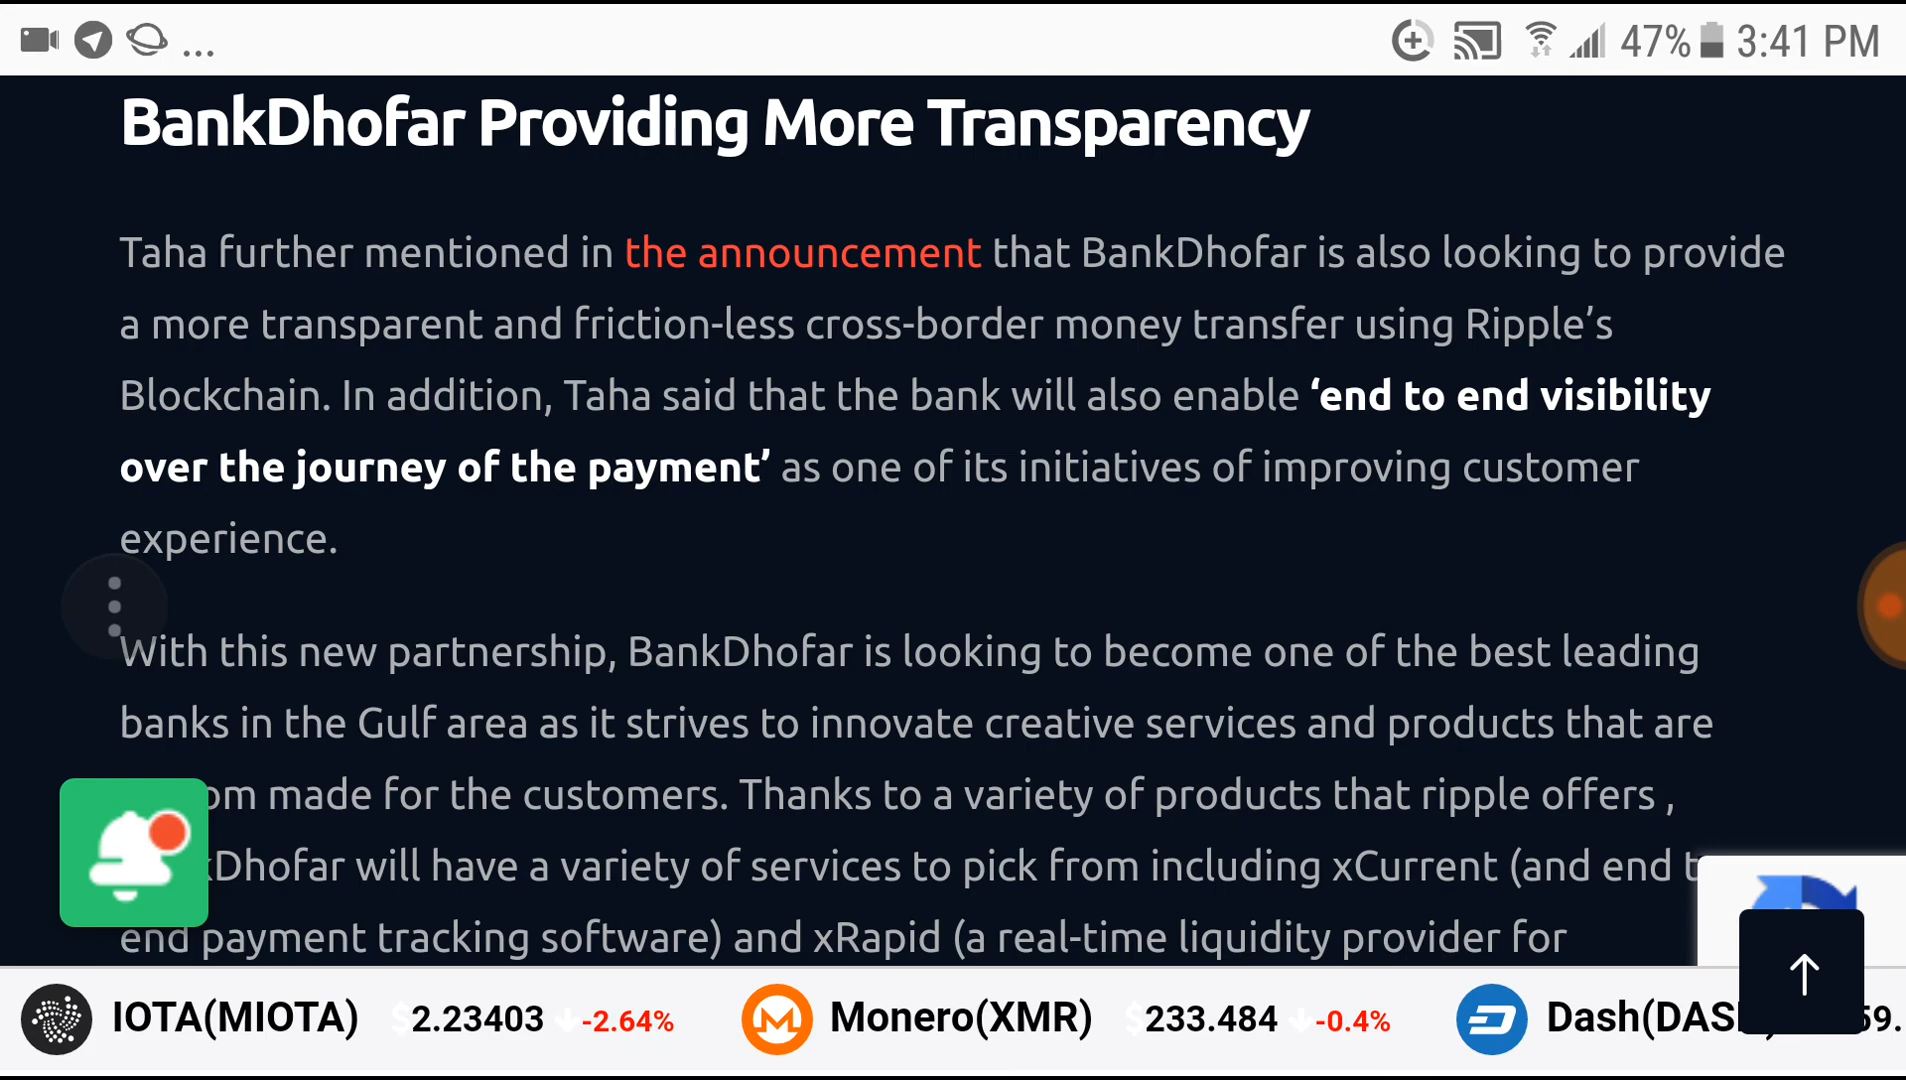 ... 47% 3:41 PM
BankDhofar Providing More Transparency
Taha further mentioned in the announcement that BankDhofar is also looking to provide
a more transparent and friction-less cross-border money transfer using Ripple’s
Blockchain. In addition, Taha said that the bank will also enable ‘end to end visibility
over the journey of the payment’ as one of its initiatives of improving customer
experience.
With this new partnership, BankDhofar is looking to become one of the best leading
banks in the Gulf area as it strives to innovate creative services and products that are
made for the customers. Thanks to a variety of products that ripple offers ,
will have a variety of services to pick from including xCurrent (and end
end payment tracking software) and xRapid (a real-time liquidity provider for
IOTA(MIOTA) $2.23403 -2.64% Monero(XMR) $233.484 -0.4%